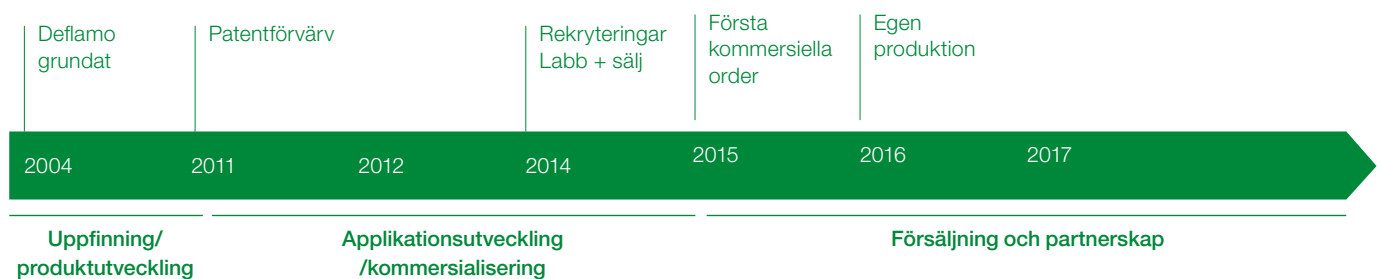 Deflamo
grundat
Patentförvärv
Rekryteringar
Labb + sälj
Första
kommersiella
order
Egen
produktion
2004
2011
2012
2014
2015
2016
2017
Uppfinning/
produktutveckling
Applikationsutveckling
/kommersialisering
Försäljning och partnerskap